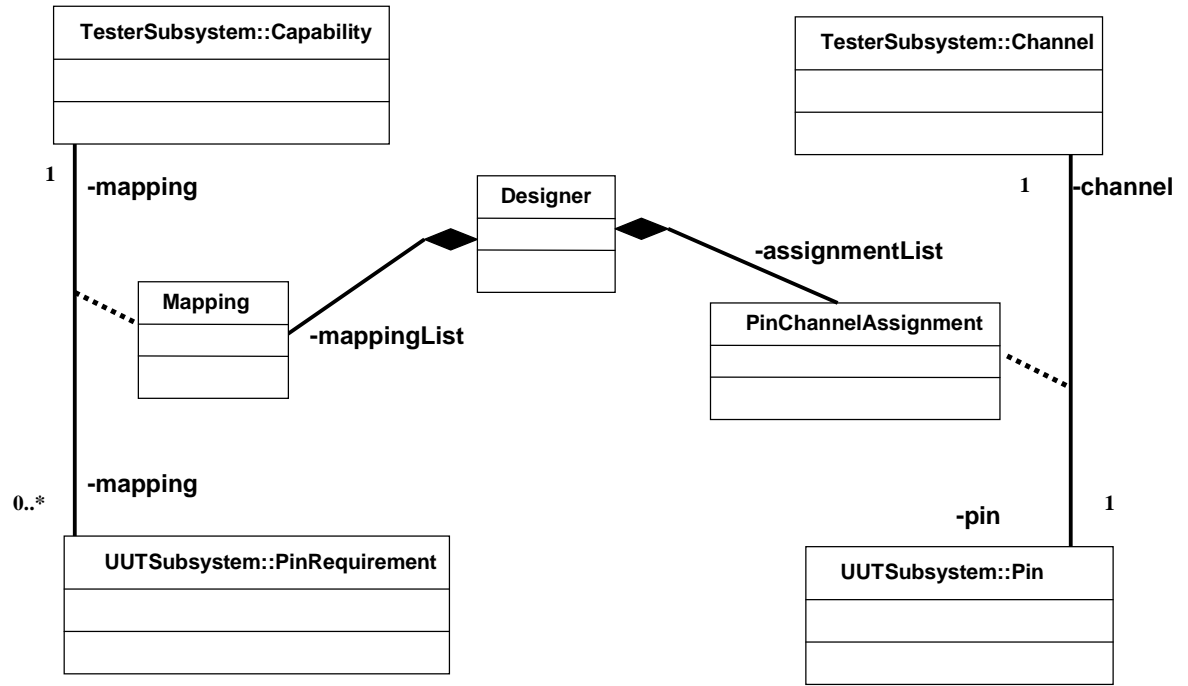 TesterSubsystem::Capability
TesterSubsystem::Channel
1
-mapping
1
-channel
Designer
-assignmentList
Mapping
-mappingList
PinChannelAssignment
-mapping
0..*
-pin
1
UUTSubsystem::PinRequirement
UUTSubsystem::Pin